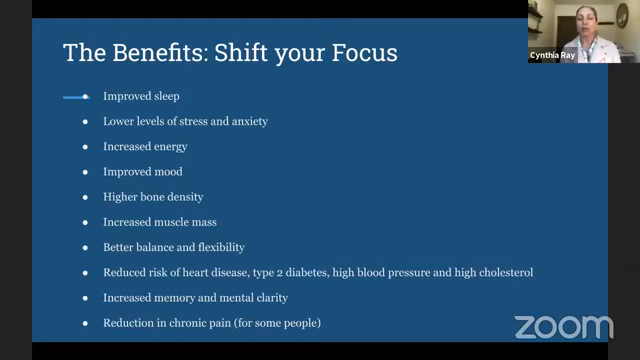 The Benefits: Shift your Focus
Cynthia Ray
Improved sleep
Lower levels of stress and anxiety
Increased energy
Improved mood
Higher bone density
Increased muscle mass
Better balance and flexibility
Reduced risk of heart disease, type 2 diabetes, high blood pressure and high cholesterol
Increased memory and mental clarity
Reduction in chronic pain (for some people)
zoom